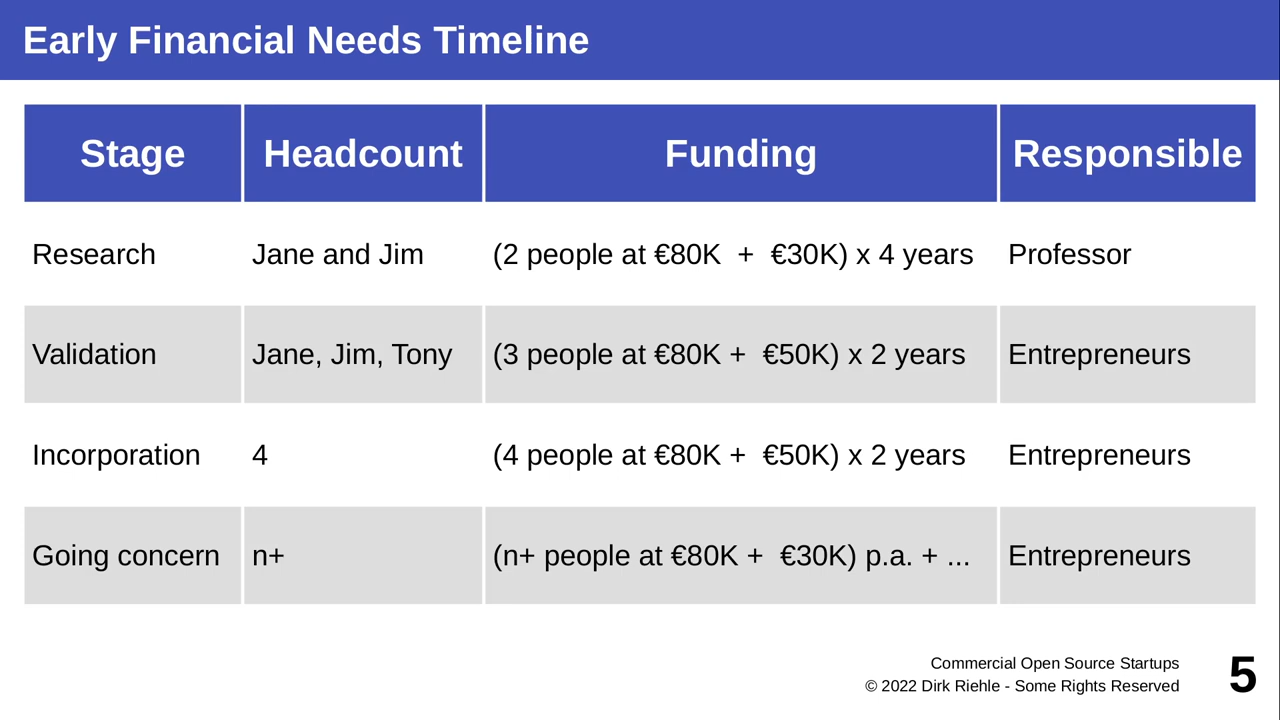 Early Financial Needs Timeline
Stage Headcount Funding Responsible
Research Jane and Jim (2 people at €80K + €30K) x 4 years Professor
Validation Jane, Jim, Tony (3 people at €80K + €50K) x 2 years Entrepreneurs
Incorporation 4 (4 people at €80K + €50K) x 2 years Entrepreneurs
Going concern n+ (n+ people at €80K + €30K) p.a. + ... Entrepreneurs
Commercial Open Source Startups
© 2022 Dirk Riehle - Some Rights Reserved
5